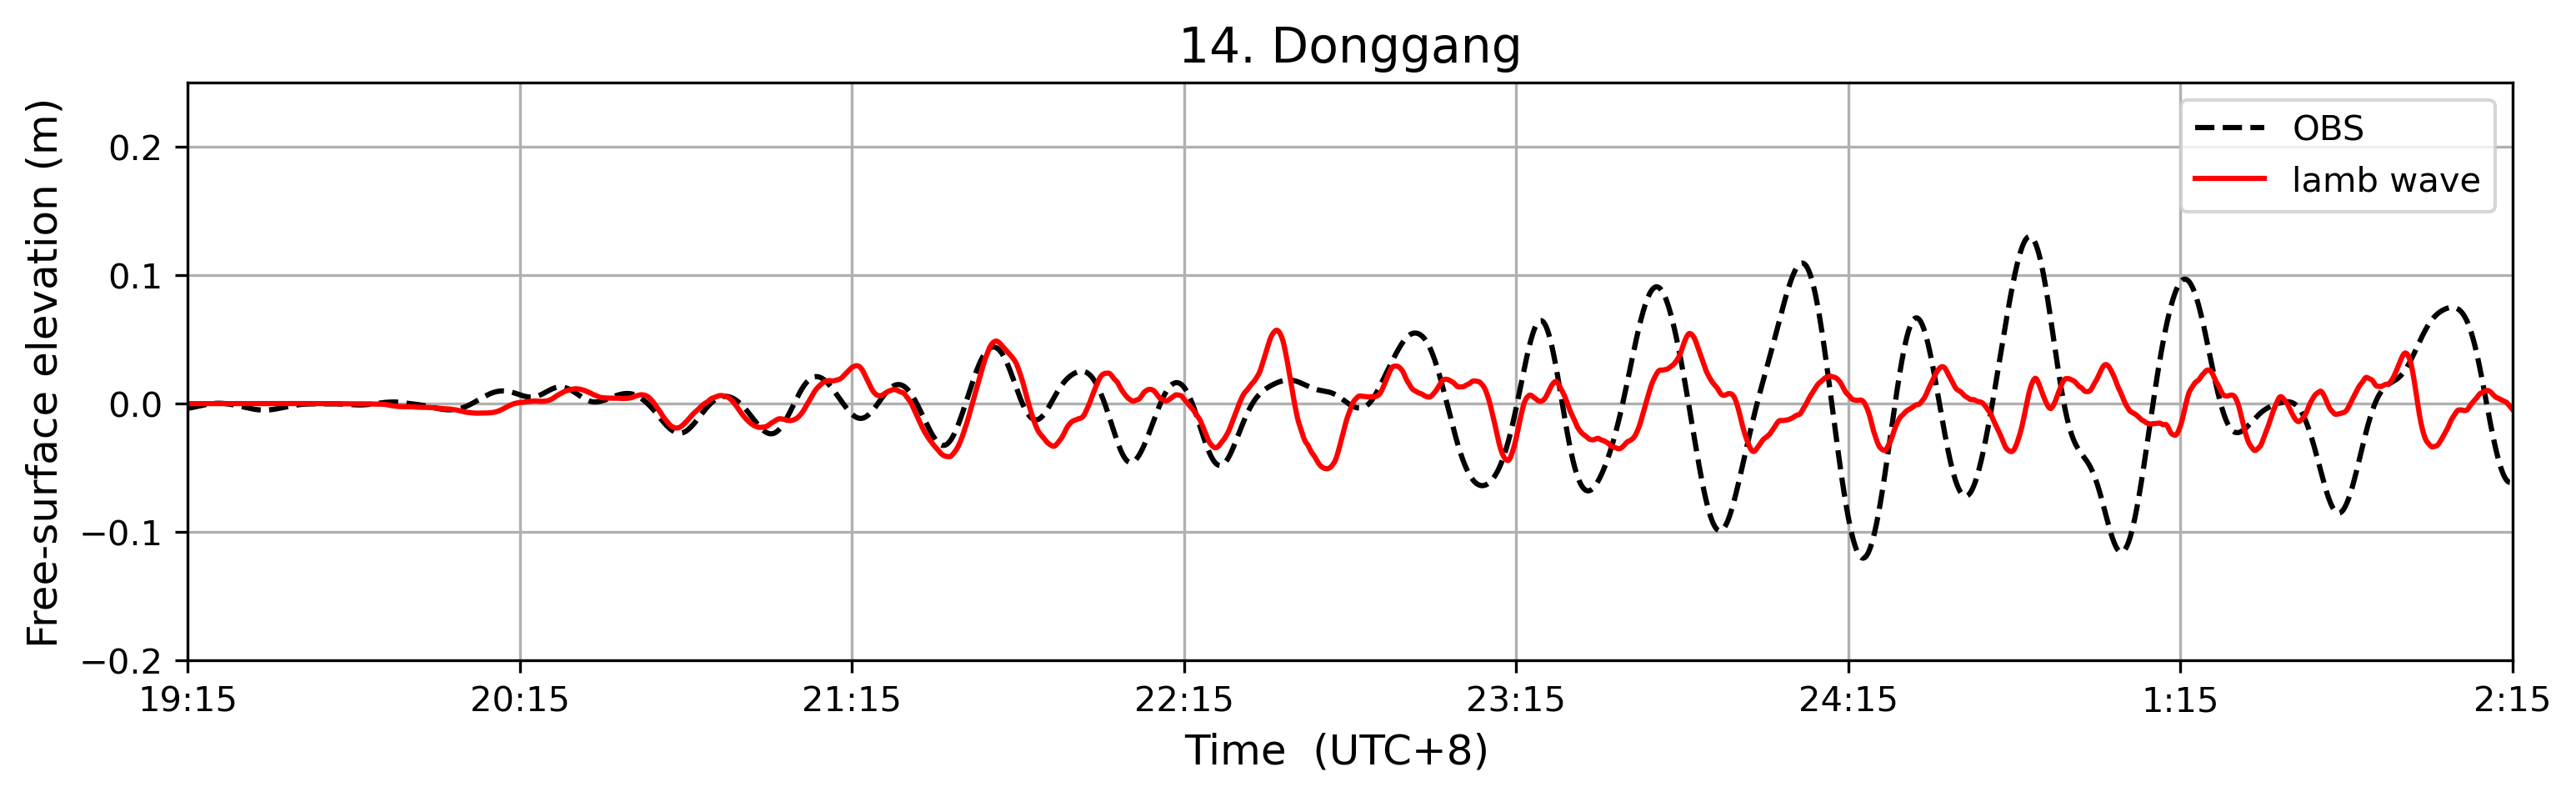 14. Donggang
Free-surface elevation (m)
0.2
0.1
0.0
−0.1
−0.2
OBS
lamb wave
19:15 20:15 21:15 22:15 23:15 24:15 1:15 2:15
Time (UTC+8)